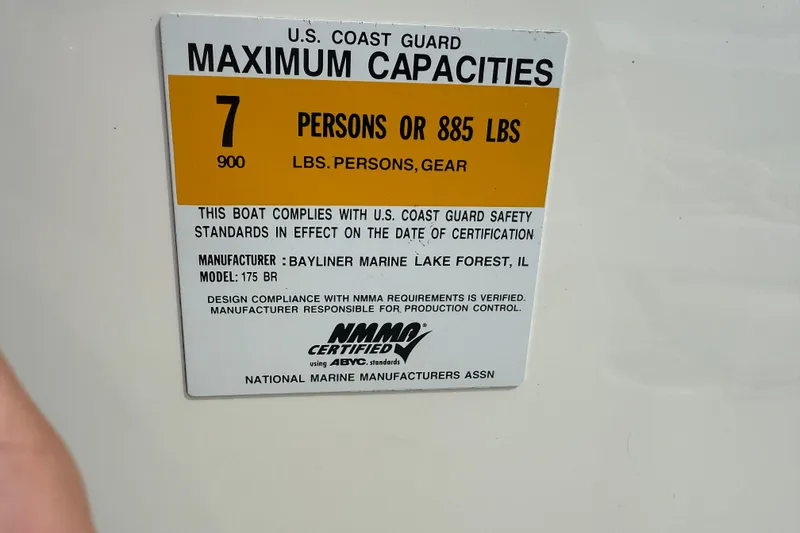 U.S. COAST GUARD
MAXIMUM CAPACITIES
7 PERSONS OR 885 LBS
900 LBS. PERSONS, GEAR
THIS BOAT COMPLIES WITH U.S. COAST GUARD SAFETY
STANDARDS IN EFFECT ON THE DATE OF CERTIFICATION
MANUFACTURER : BAYLINER MARINE LAKE FOREST, IL
MODEL: 175 BR
DESIGN COMPLIANCE WITH NMMA REQUIREMENTS IS VERIFIED.
MANUFACTURER RESPONSIBLE FOR PRODUCTION CONTROL.
NMMA®
CERTIFIED
using ABYC. standards
NATIONAL MARINE MANUFACTURERS ASSN